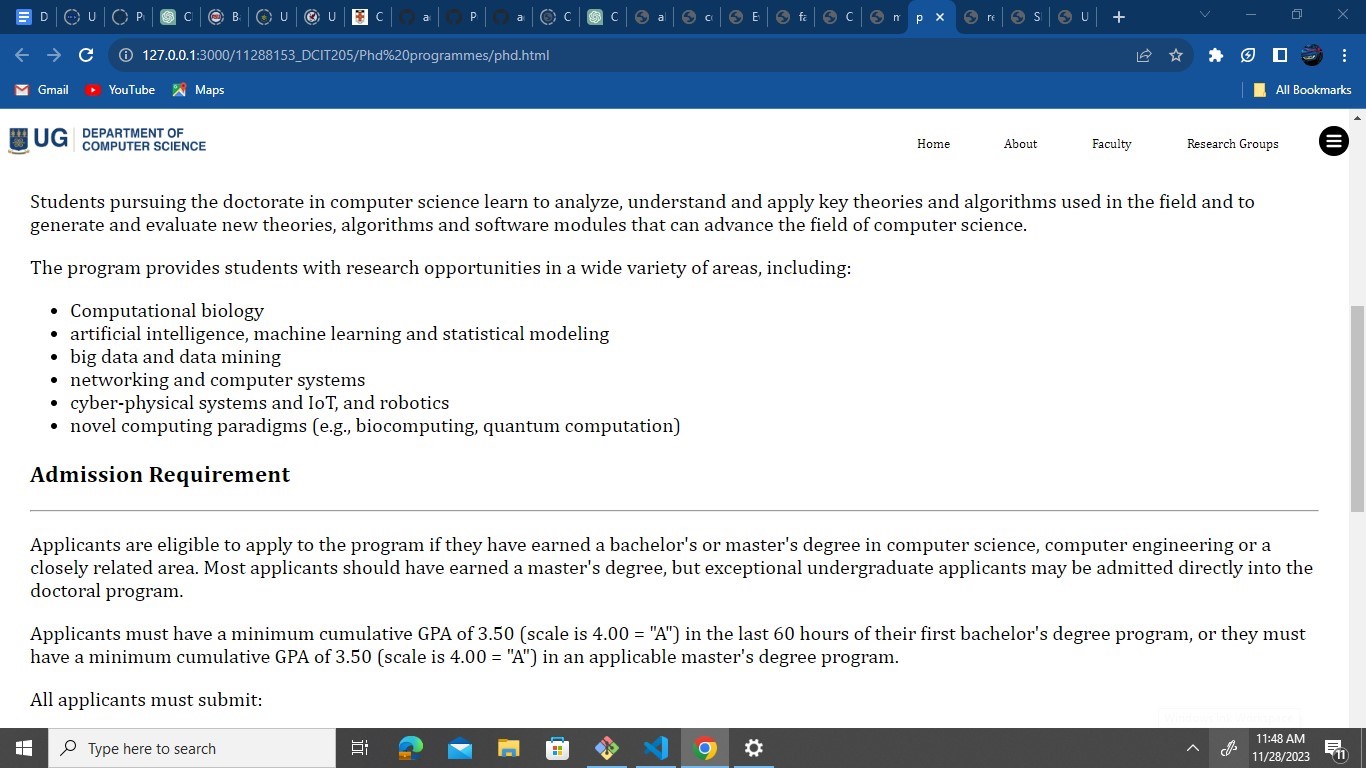 D
P
C
B
U
U
C
a
P
a
C
C
a
c
E
f
C
n
p
r
S
U
127.0.0.1:3000/11288153_DCIT205/Phd%20programmes/phd.html
Gmail YouTube Maps All Bookmarks
UG DEPARTMENT OF
COMPUTER SCIENCE
Home About Faculty Research Groups
Students pursuing the doctorate in computer science learn to analyze, understand and apply key theories and algorithms used in the field and to
generate and evaluate new theories, algorithms and software modules that can advance the field of computer science.
The program provides students with research opportunities in a wide variety of areas, including:
• Computational biology
• artificial intelligence, machine learning and statistical modeling
• big data and data mining
• networking and computer systems
• cyber-physical systems and IoT, and robotics
• novel computing paradigms (e.g., biocomputing, quantum computation)
Admission Requirement
Applicants are eligible to apply to the program if they have earned a bachelor's or master's degree in computer science, computer engineering or a
closely related area. Most applicants should have earned a master's degree, but exceptional undergraduate applicants may be admitted directly into the
doctoral program.
Applicants must have a minimum cumulative GPA of 3.50 (scale is 4.00 = "A") in the last 60 hours of their first bachelor's degree program, or they must
have a minimum cumulative GPA of 3.50 (scale is 4.00 = "A") in an applicable master's degree program.
All applicants must submit:
Type here to search
11:48 AM
11/28/2023
11